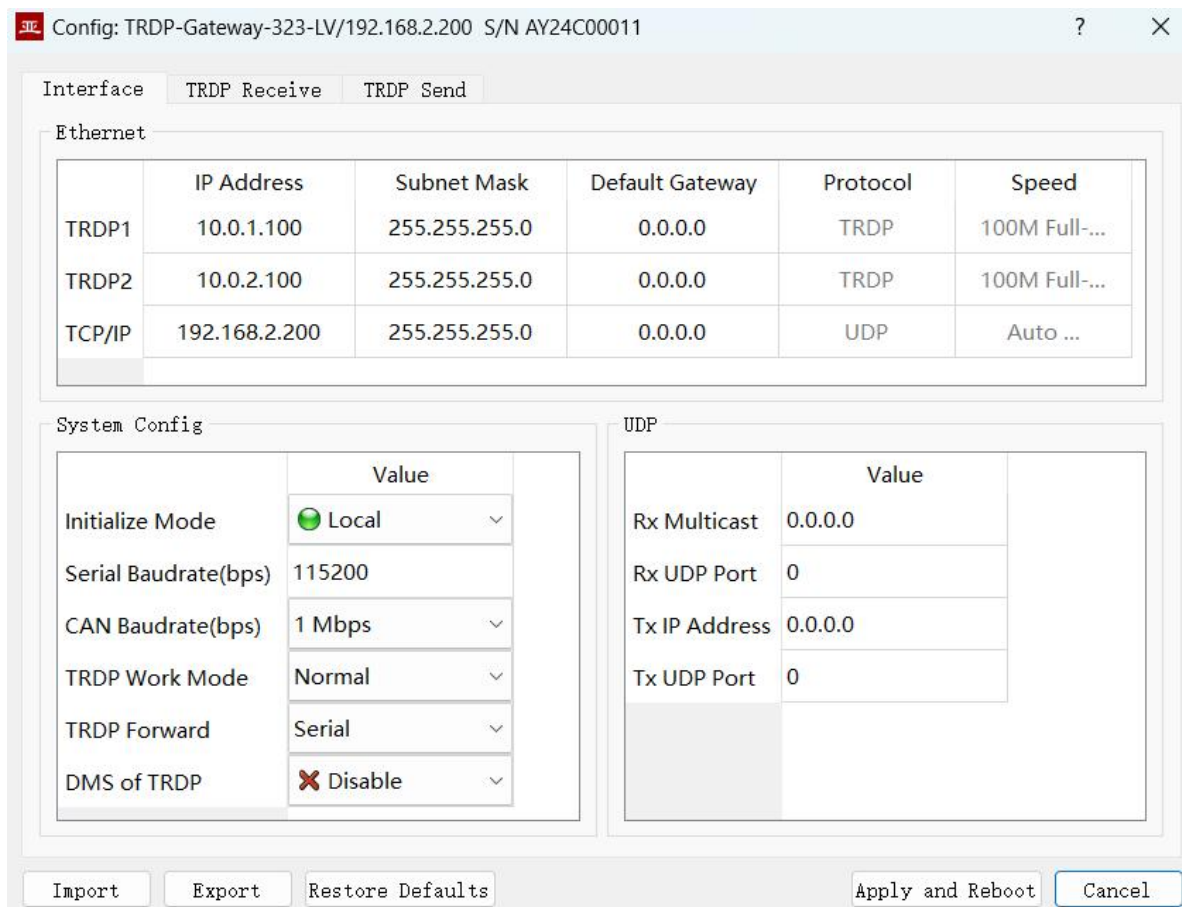 亚 Config: TRDP-Gateway-323-LV/192.168.2.200 S/N AY24C00011 ?
Interface TRDP Receive TRDP Send
Ethernet
IP Address Subnet Mask Default Gateway Protocol Speed
TRDP1 10.0.1.100 255.255.255.0 0.0.0.0 TRDP 100M Full-...
TRDP2 10.0.2.100 255.255.255.0 0.0.0.0 TRDP 100M Full-...
TCP/IP 192.168.2.200 255.255.255.0 0.0.0.0 UDP Auto ...
System Config
Value
Initialize Mode Local
Serial Baudrate(bps) 115200
CAN Baudrate(bps) 1 Mbps
TRDP Work Mode Normal
TRDP Forward Serial
DMS of TRDP Disable
UDP
Value
Rx Multicast 0.0.0.0
Rx UDP Port 0
Tx IP Address 0.0.0.0
Tx UDP Port 0
Import Export Restore Defaults Apply and Reboot Cancel